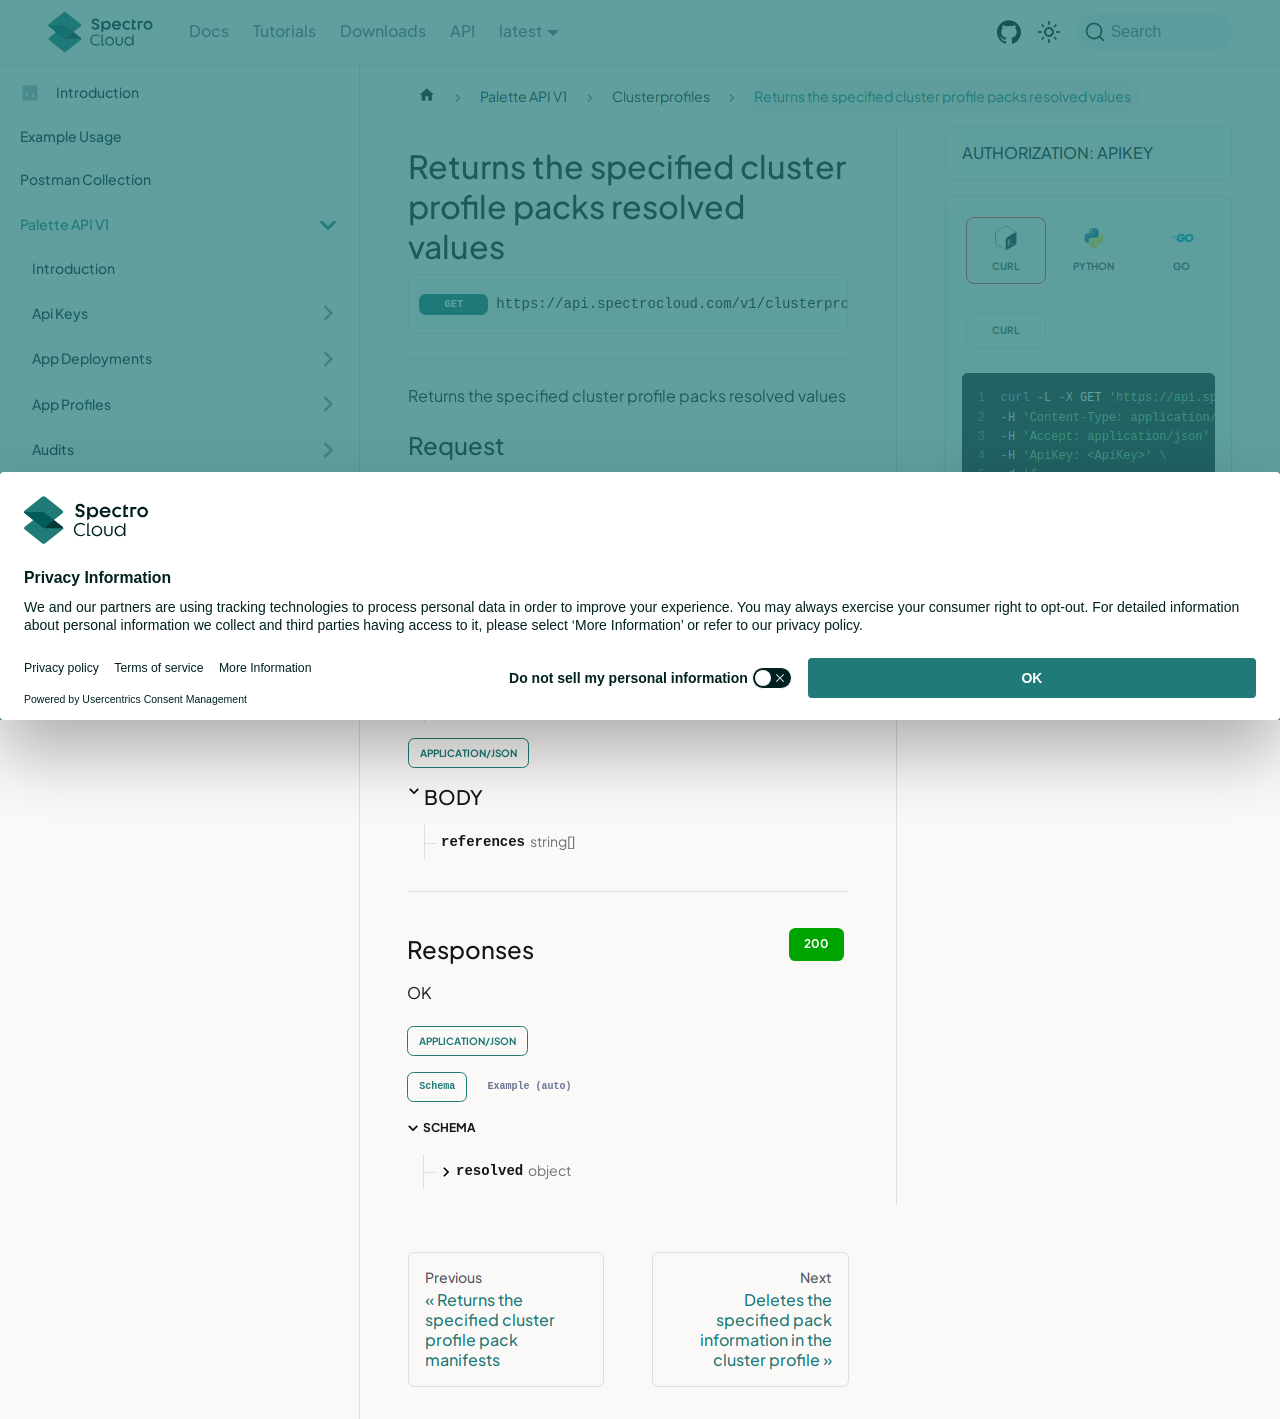 Spectro Cloud
Docs
Tutorials
Downloads
API
latest
Search
Introduction
Example Usage
Postman Collection
Palette API V1
Introduction
Api Keys
App Deployments
App Profiles
Audits
Palette API V1
Clusterprofiles
Returns the specified cluster profile packs resolved values
Returns the specified cluster
profile packs resolved
values
GET https://api.spectrocloud.com/v1/clusterpro
Returns the specified cluster profile packs resolved values
Request
AUTHORIZATION: APIKEY
CURL
PYTHON
GO
CURL
1 curl -L -X GET 'https://api.sp
2 -H 'Content-Type: application/
3 -H 'Accept: application/json'
4 -H 'ApiKey: <ApiKey>' \
Spectro
Cloud
Privacy Information
We and our partners are using tracking technologies to process personal data in order to improve your experience. You may always exercise your consumer right to opt-out. For detailed information
about personal information we collect and third parties having access to it, please select ‘More Information’ or refer to our privacy policy.
Privacy policy
Terms of service
More Information
Powered by Usercentrics Consent Management
Do not sell my personal information
OK
APPLICATION/JSON
BODY
references string[]
Responses
200
OK
APPLICATION/JSON
Schema
Example (auto)
SCHEMA
resolved object
Previous
« Returns the
specified cluster
profile pack
manifests
Next
Deletes the
specified pack
information in the
cluster profile »